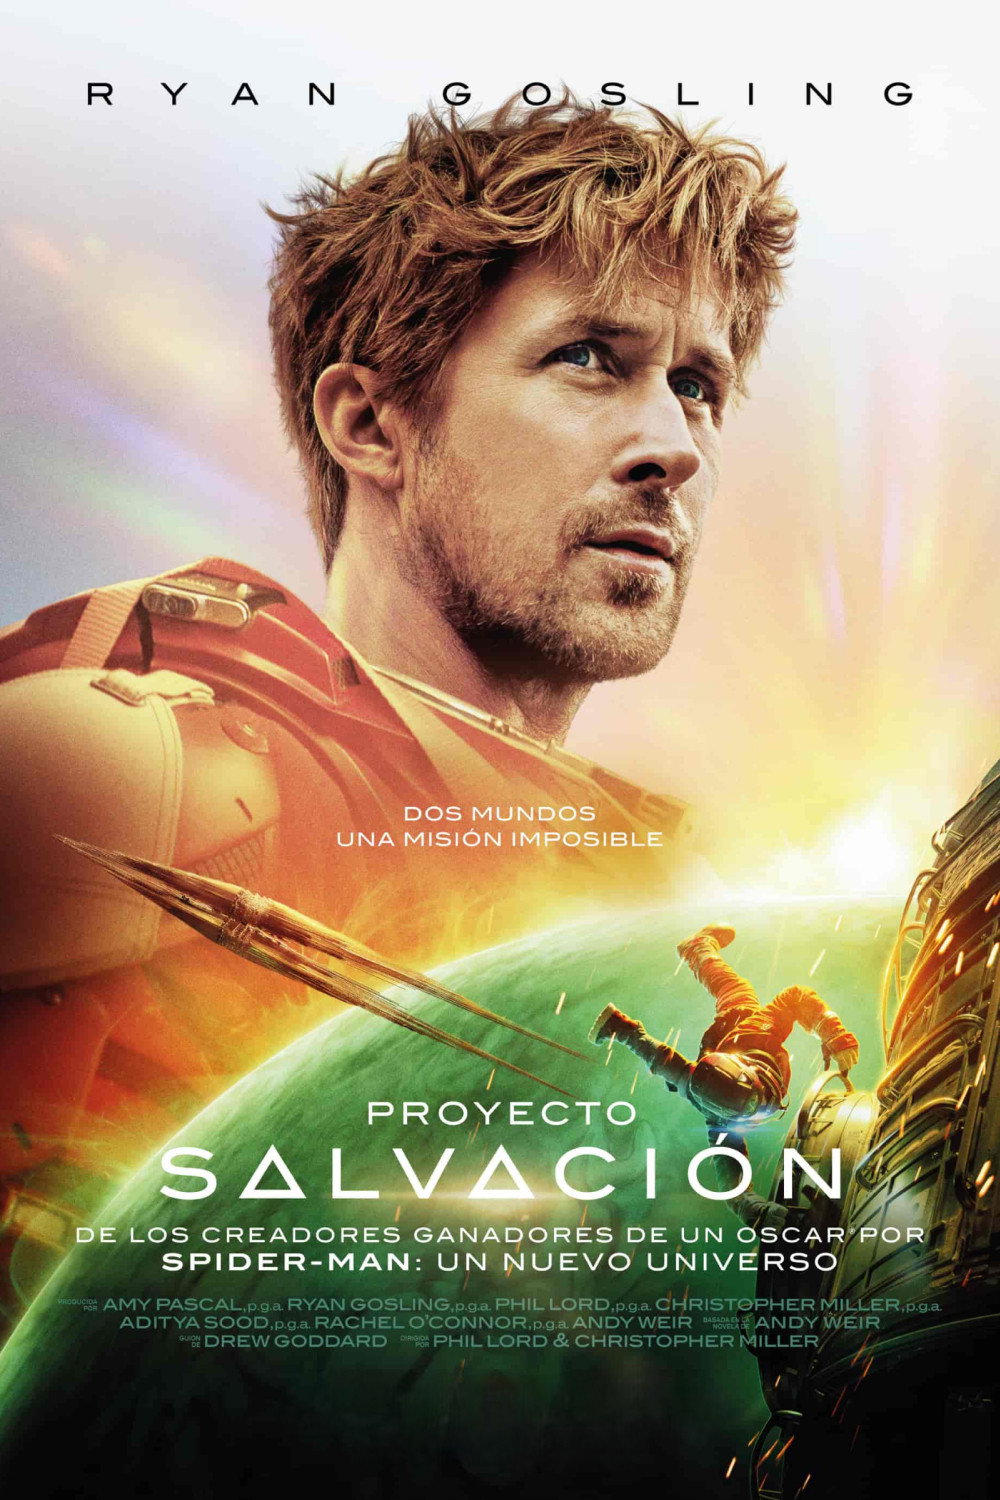 RYAN GOSLING
DOS MUNDOS
UNA MISIÓN IMPOSIBLE
PROYECTO
SALVACIÓN
DE LOS CREADORES GANADORES DE UN OSCAR® POR
SPIDER-MAN: UN NUEVO UNIVERSO
PRODUCIDA POR AMY PASCAL, p.g.a. RYAN GOSLING, p.g.a. PHIL LORD, p.g.a. CHRISTOPHER MILLER, p.g.a.
ADITYA SOOD, p.g.a. RACHEL O'CONNOR, p.g.a. ANDY WEIR BASADA EN LA NOVELA DE ANDY WEIR
GUIÓN DE DREW GODDARD DIRIGIDA POR PHIL LORD & CHRISTOPHER MILLER